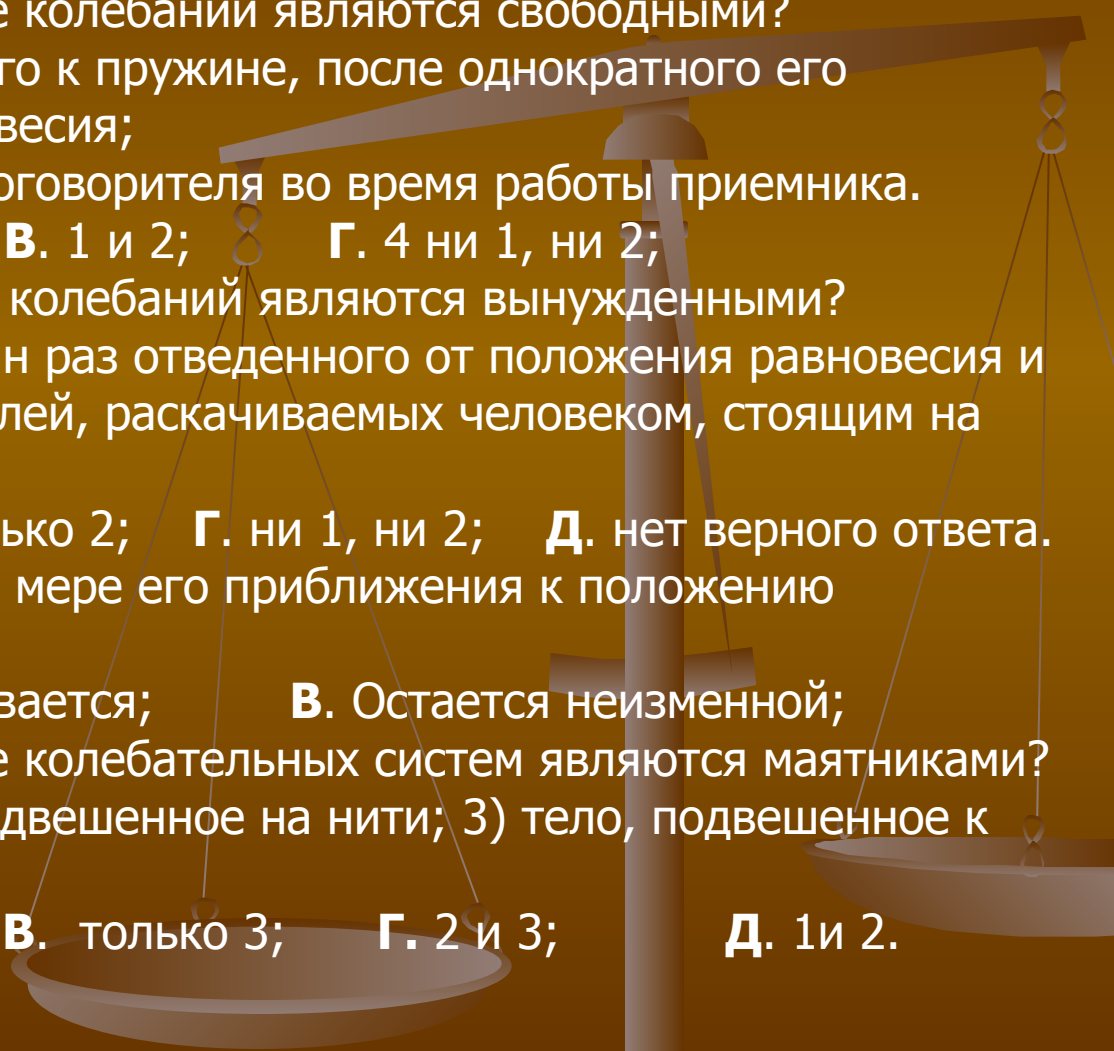 е колебаний являются свободными?
го к пружине, после однократного его
весия;
оговорителя во время работы приемника.
В. 1 и 2; Г. 4 ни 1, ни 2;
колебаний являются вынужденными?
н раз отведенного от положения равновесия и
лей, раскачиваемых человеком, стоящим на
ько 2; Г. ни 1, ни 2; Д. нет верного ответа.
мере его приближения к положению
вается; В. Остается неизменной;
е колебательных систем являются маятниками?
двешенное на нити; 3) тело, подвешенное к
В. только 3; Г. 2 и 3; Д. 1и 2.